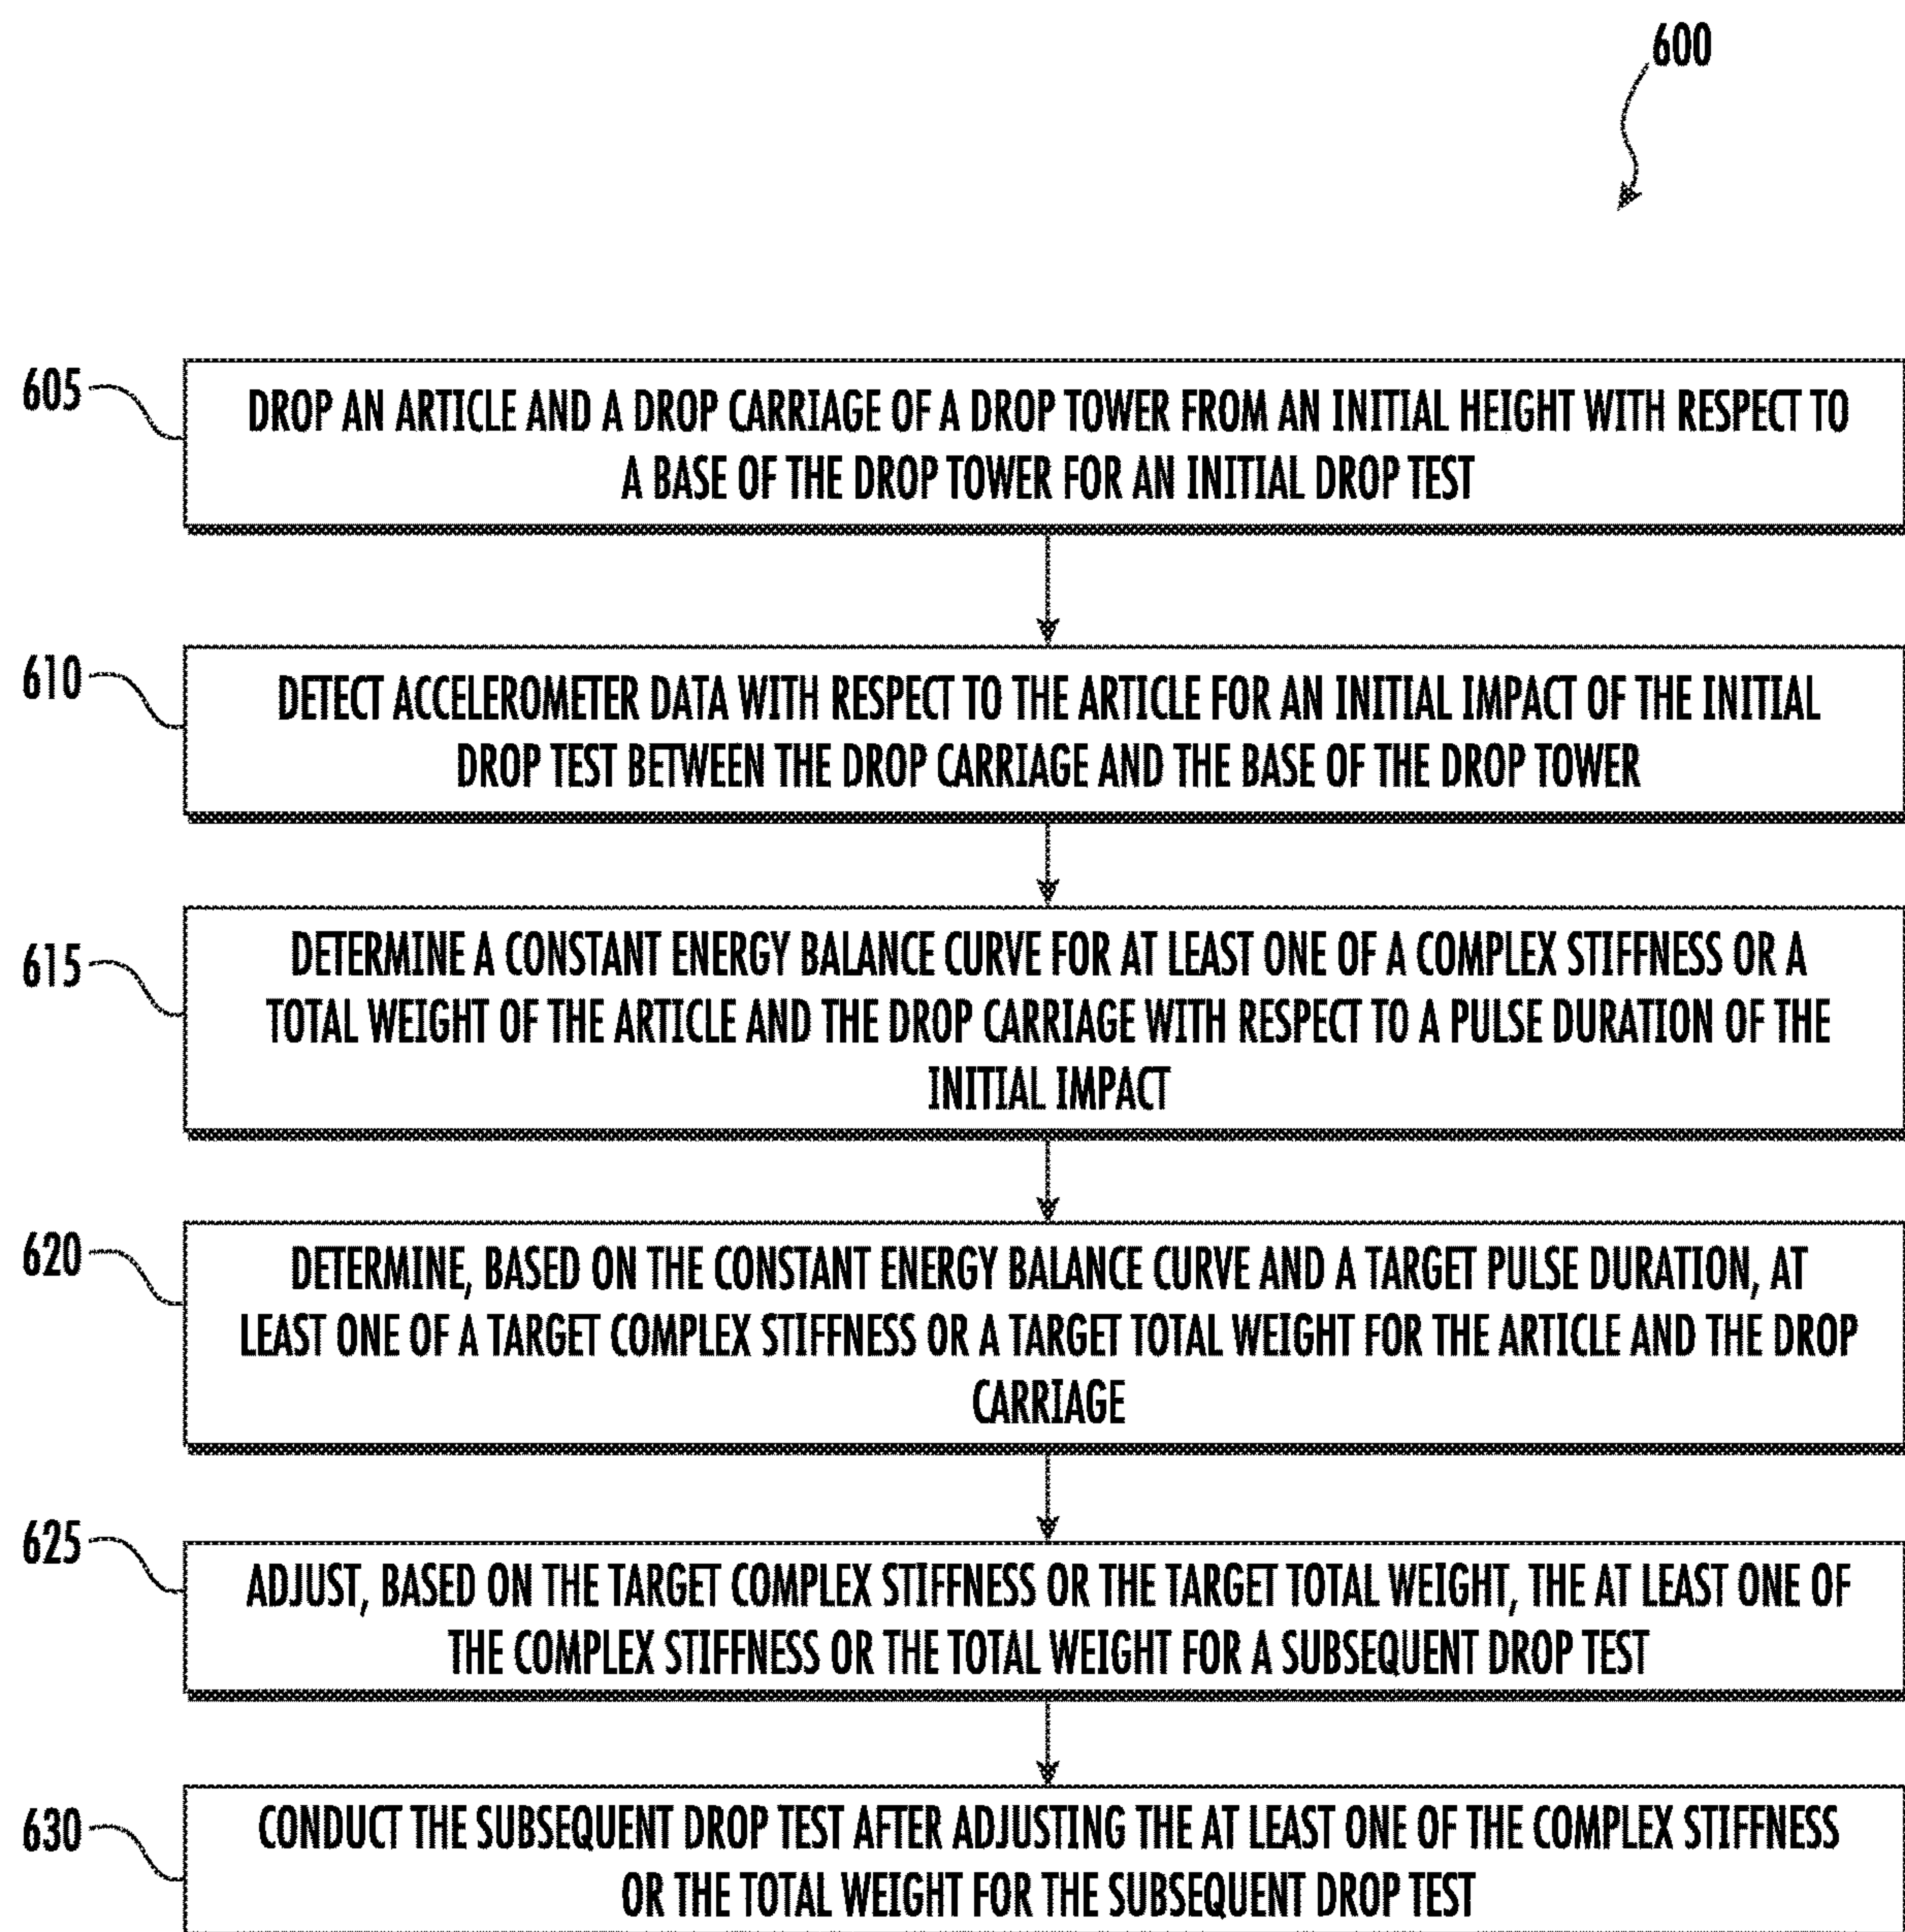 600
605
DROP AN ARTICLE AND A DROP CARRIAGE OF A DROP TOWER FROM AN INITIAL HEIGHT WITH RESPECT TO
A BASE OF THE DROP TOWER FOR AN INITIAL DROP TEST
610
DETECT ACCELEROMETER DATA WITH RESPECT TO THE ARTICLE FOR AN INITIAL IMPACT OF THE INITIAL
DROP TEST BETWEEN THE DROP CARRIAGE AND THE BASE OF THE DROP TOWER
615
DETERMINE A CONSTANT ENERGY BALANCE CURVE FOR AT LEAST ONE OF A COMPLEX STIFFNESS OR A
TOTAL WEIGHT OF THE ARTICLE AND THE DROP CARRIAGE WITH RESPECT TO A PULSE DURATION OF THE
INITIAL IMPACT
620
DETERMINE, BASED ON THE CONSTANT ENERGY BALANCE CURVE AND A TARGET PULSE DURATION, AT
LEAST ONE OF A TARGET COMPLEX STIFFNESS OR A TARGET TOTAL WEIGHT FOR THE ARTICLE AND THE DROP
CARRIAGE
625
ADJUST, BASED ON THE TARGET COMPLEX STIFFNESS OR THE TARGET TOTAL WEIGHT, THE AT LEAST ONE OF
THE COMPLEX STIFFNESS OR THE TOTAL WEIGHT FOR A SUBSEQUENT DROP TEST
630
CONDUCT THE SUBSEQUENT DROP TEST AFTER ADJUSTING THE AT LEAST ONE OF THE COMPLEX STIFFNESS
OR THE TOTAL WEIGHT FOR THE SUBSEQUENT DROP TEST